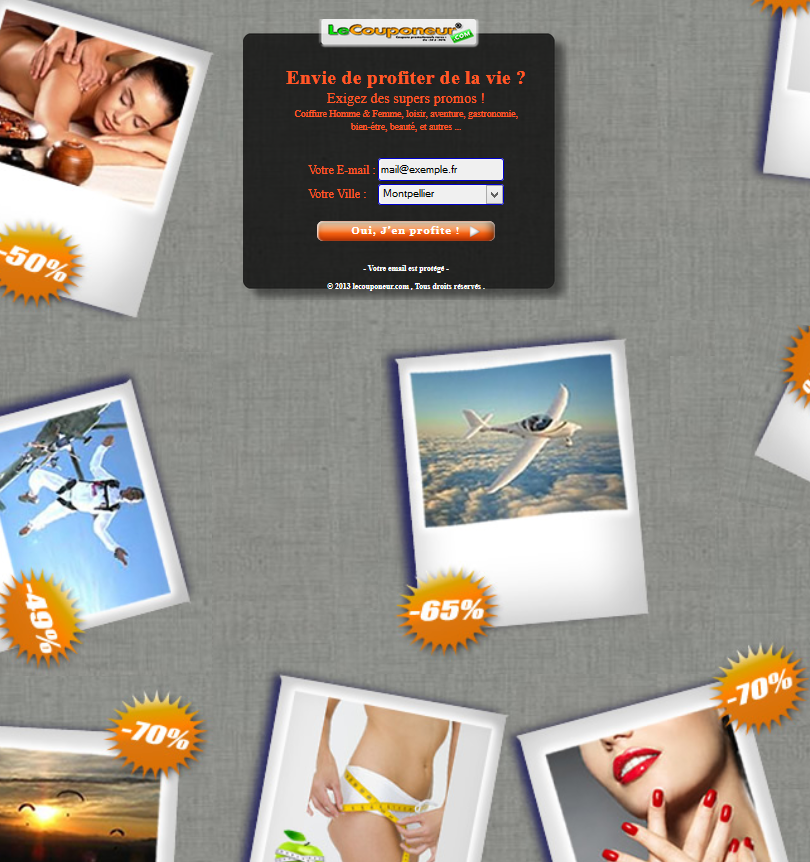 LeCouponeur®
.COM
Envie de profiter de la vie ?
Exigez des supers promos !
Coiffure Homme & Femme, loisir, aventure, gastronomie,
bien-être, beauté, et autres ...
Votre E-mail : mail@exemple.fr
Votre Ville : Montpellier
Oui, J'en profite !
- Votre email est protégé -
© 2013 lecouponeur.com , Tous droits réservés .
-50%
-65%
-49%
-70%
-70%